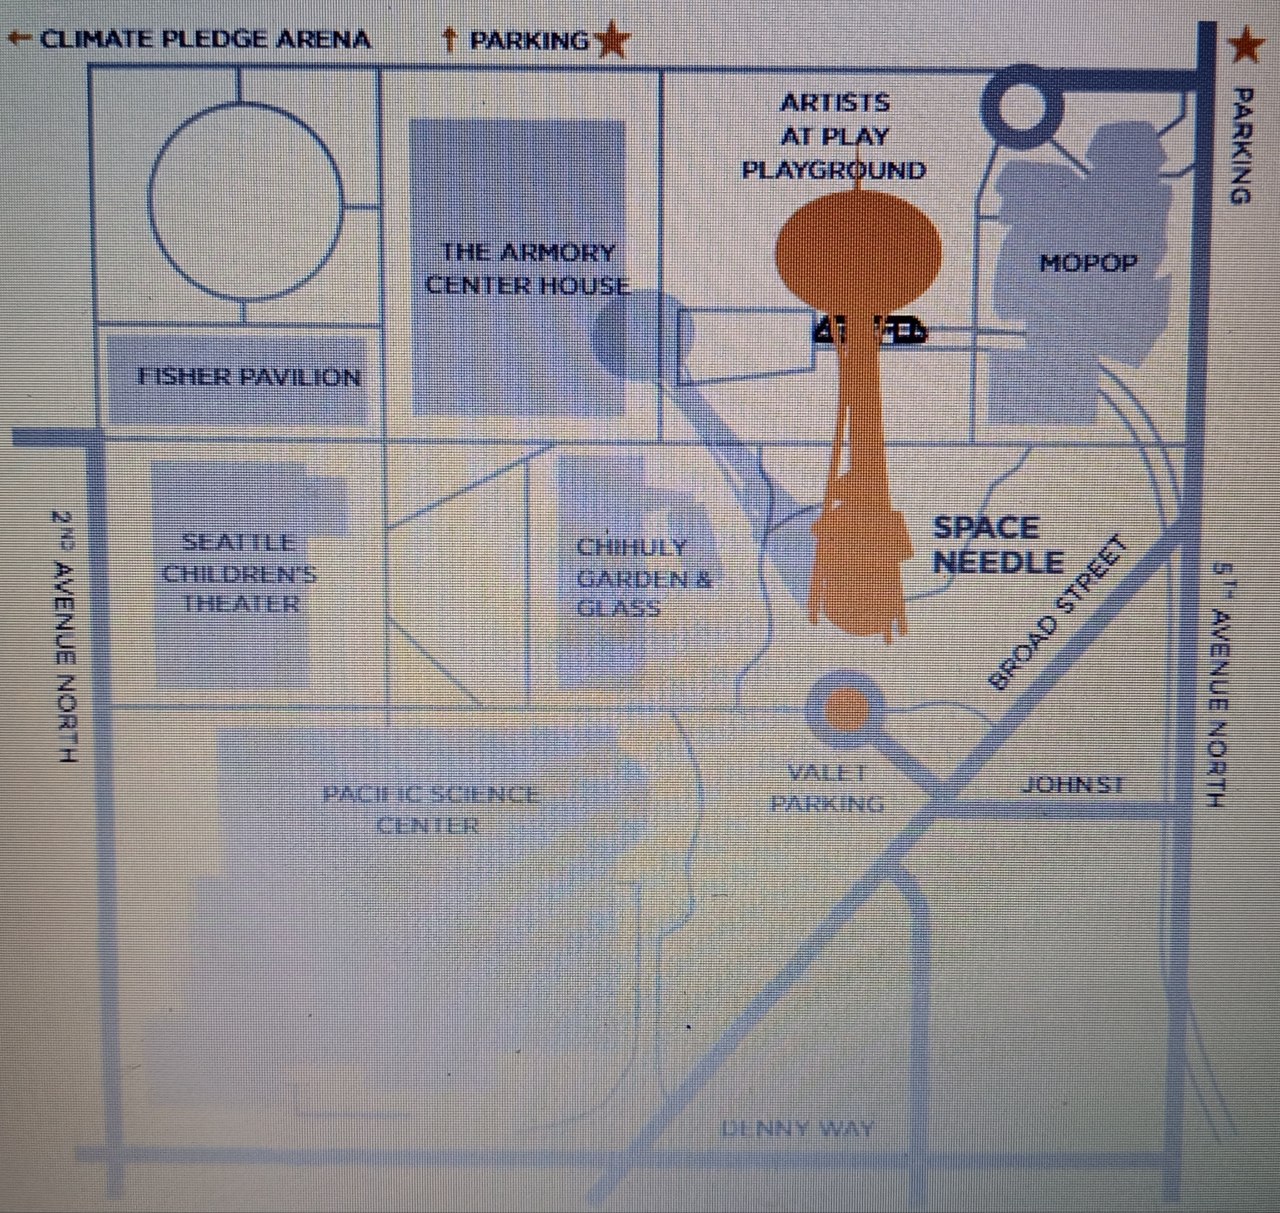 ← CLIMATE PLEDGE ARENA
↑ PARKING
PARKING
ARTISTS
AT PLAY
PLAYGROUND
THE ARMORY
CENTER HOUSE
MOPOP
FISHER PAVILION
2ND AVENUE NORTH
SEATTLE
CHILDREN'S
THEATER
CHIHULY
GARDEN &
GLASS
SPACE
NEEDLE
BROAD STREET
5TH AVENUE NORTH
PACIFIC SCIENCE
CENTER
VALET
PARKING
JOHN ST
DENNY WAY